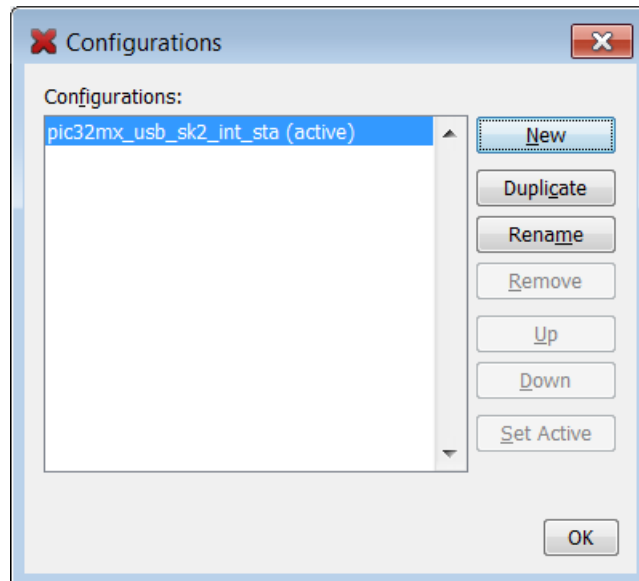 Configurations
Configurations:
pic32mx_usb_sk2_int_sta (active)
New
Duplicate
Rename
Remove
Up
Down
Set Active
OK